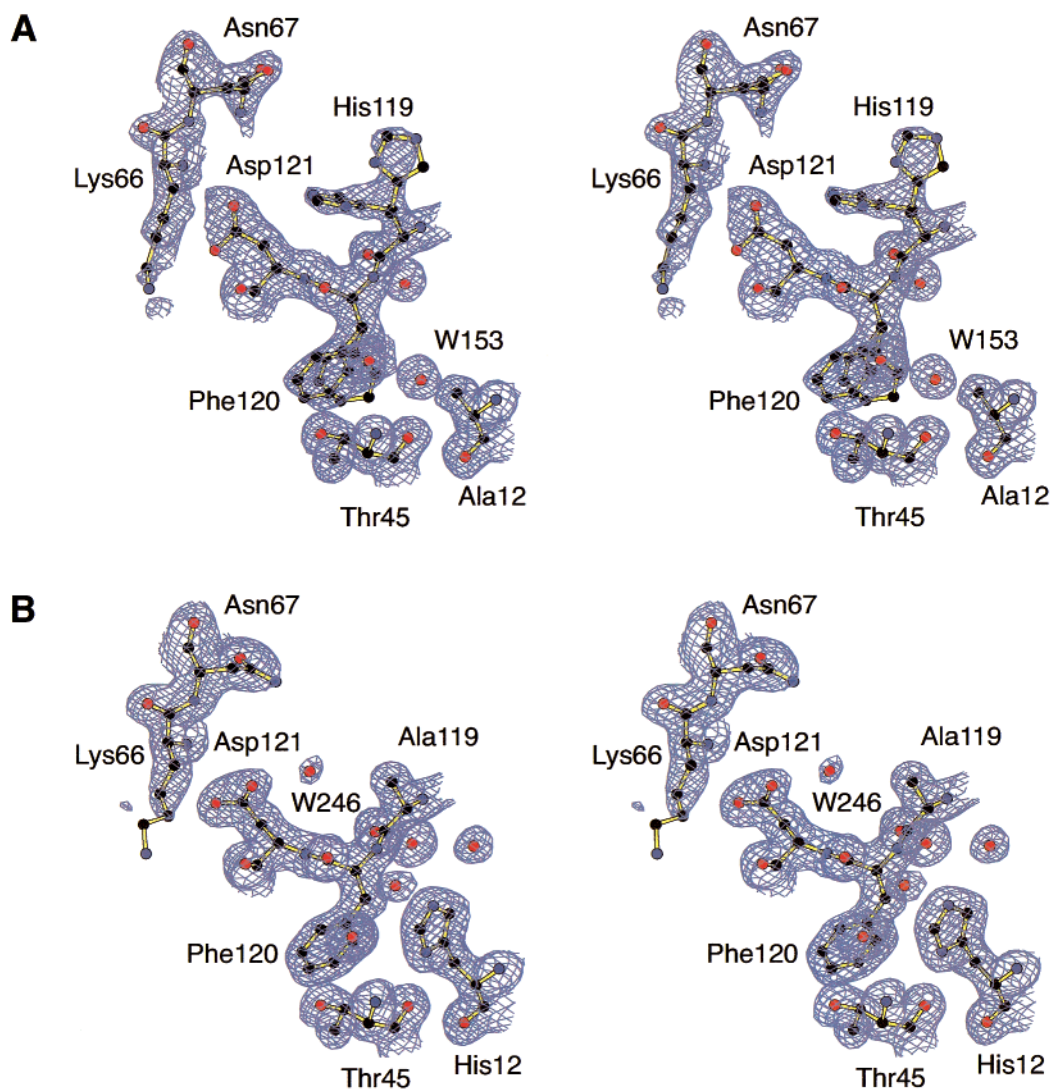 A
Asn67
Asn67
His119
His119
Lys66
Asp121
Lys66
Asp121
W153
W153
Phe120
Phe120
Ala12
Ala12
Thr45
Thr45
B
Asn67
Asn67
Lys66
Asp121
Ala119
Lys66
Asp121
Ala119
W246
W246
Phe120
Phe120
His12
His12
Thr45
Thr45